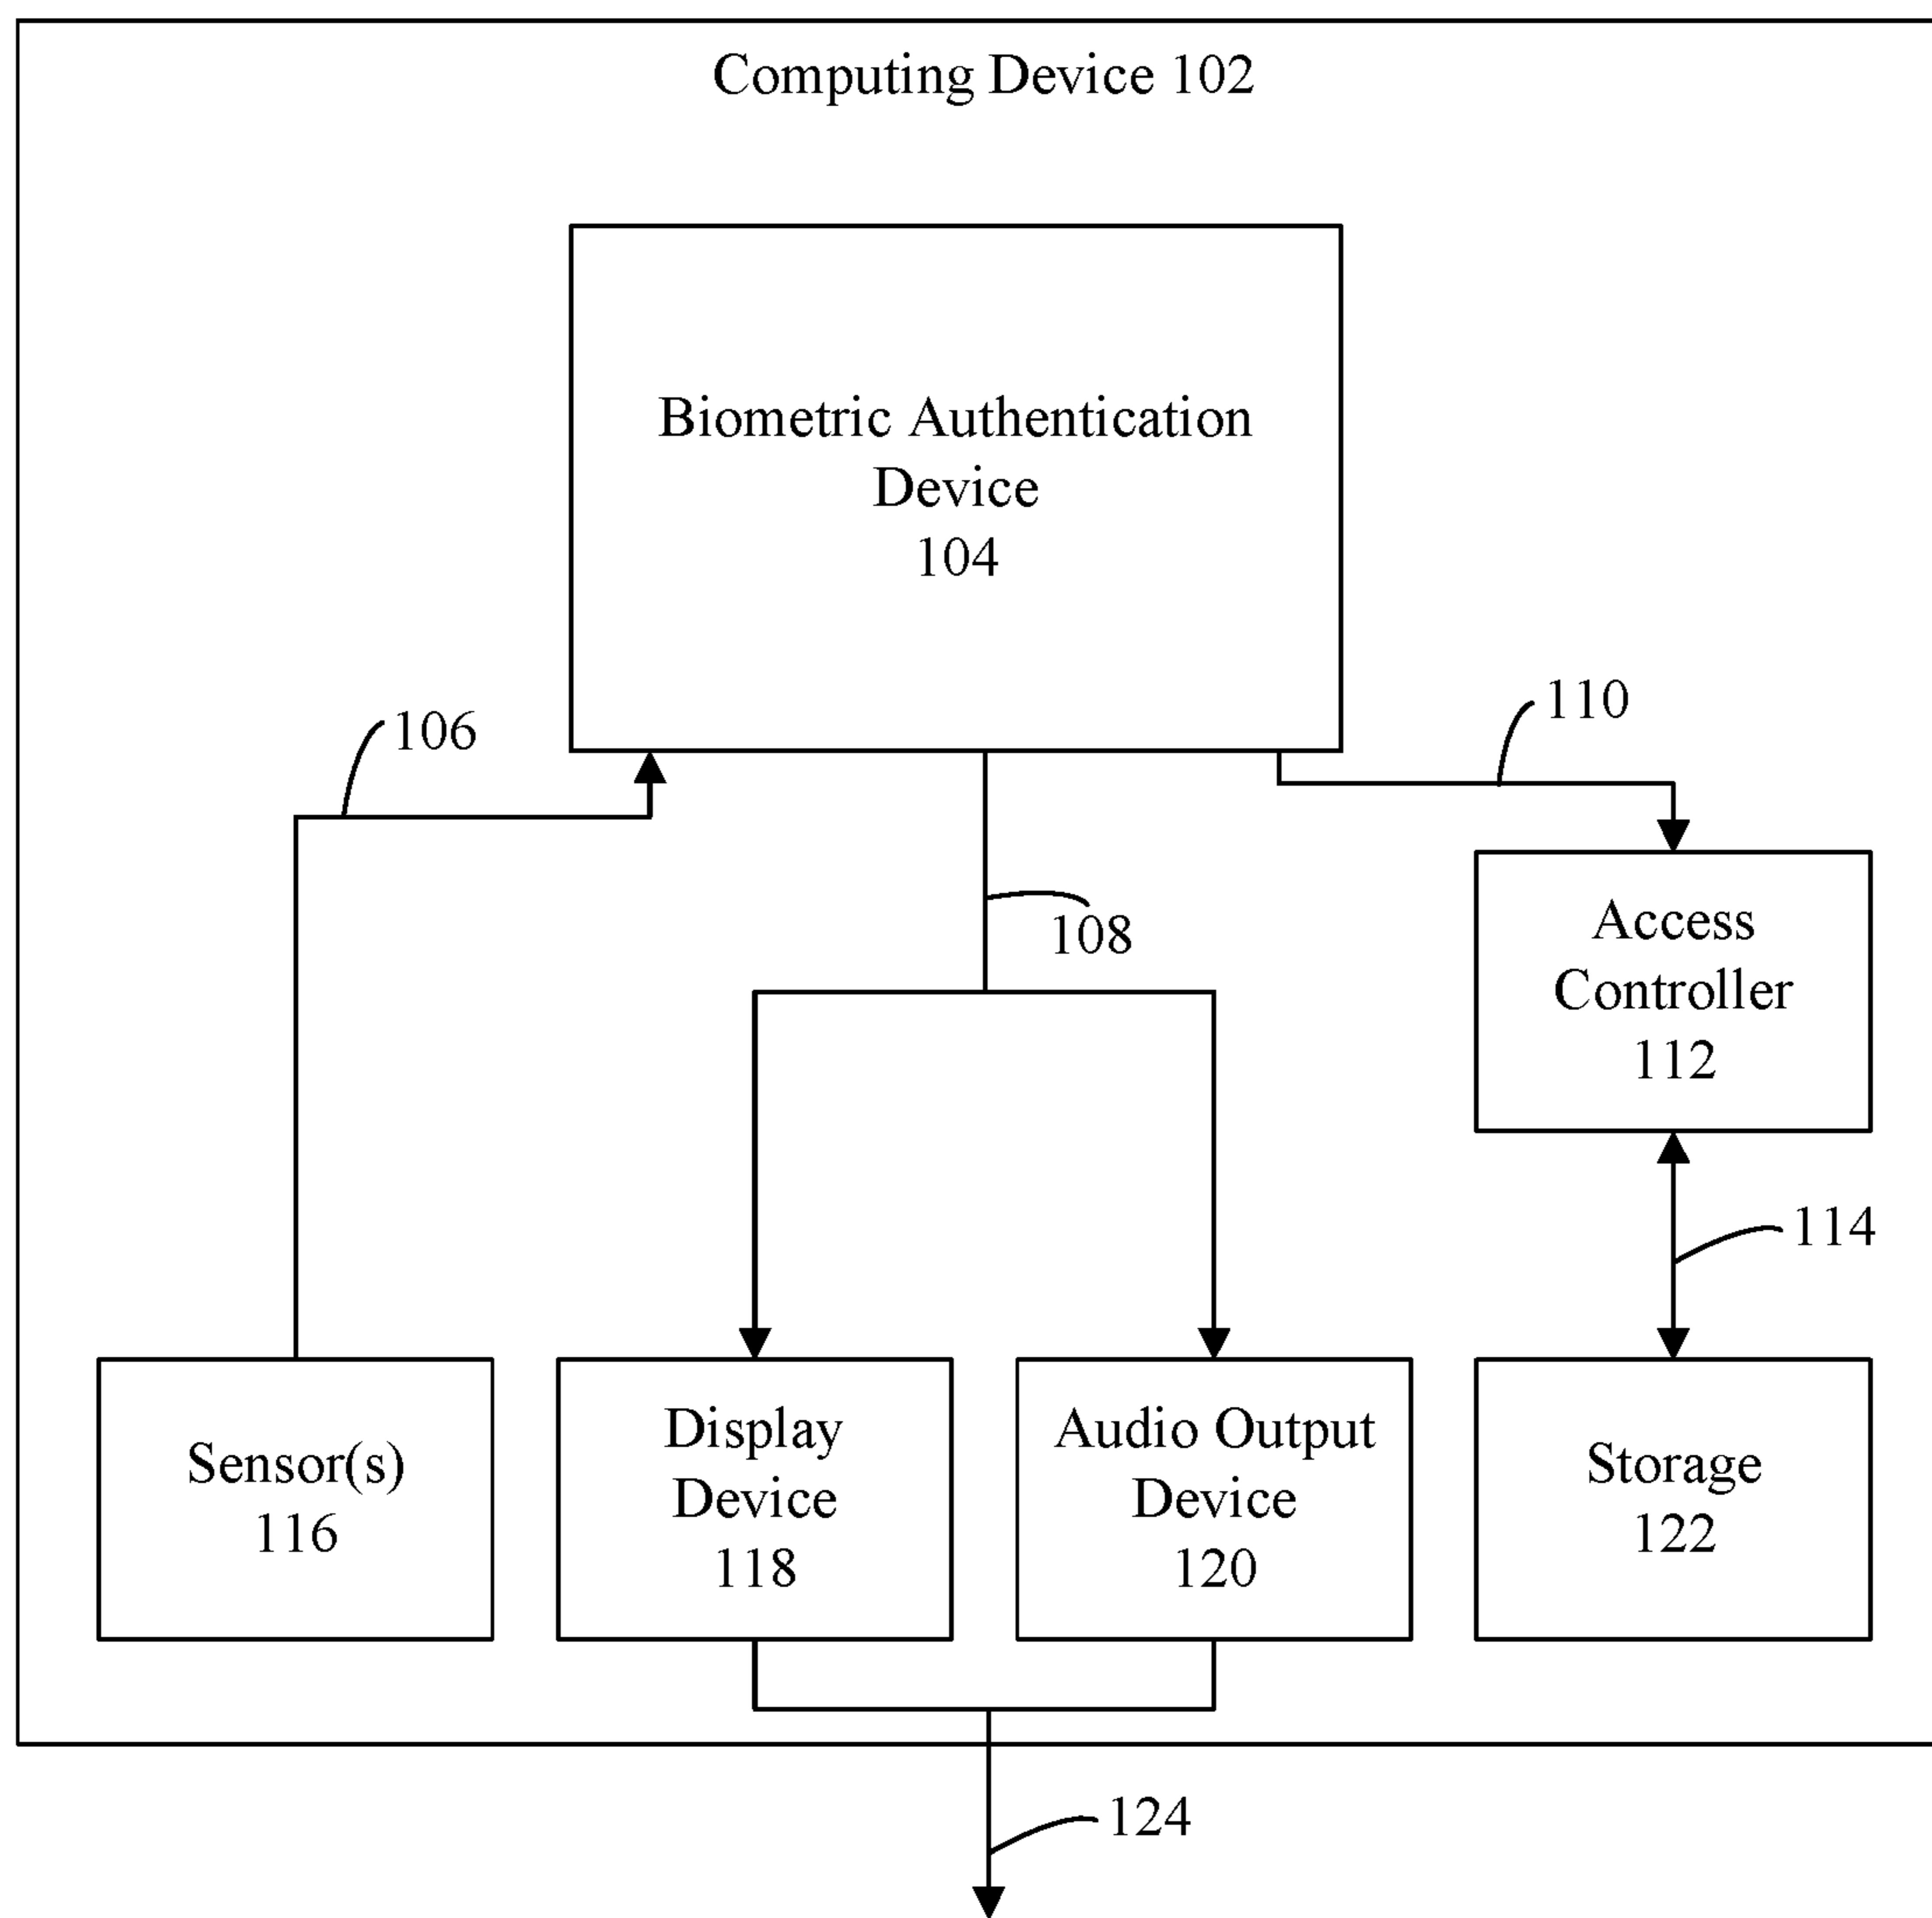 Computing Device 102
Biometric Authentication
Device
104
106
110
108
Access
Controller
112
114
Sensor(s)
116
Display
Device
118
Audio Output
Device
120
Storage
122
124